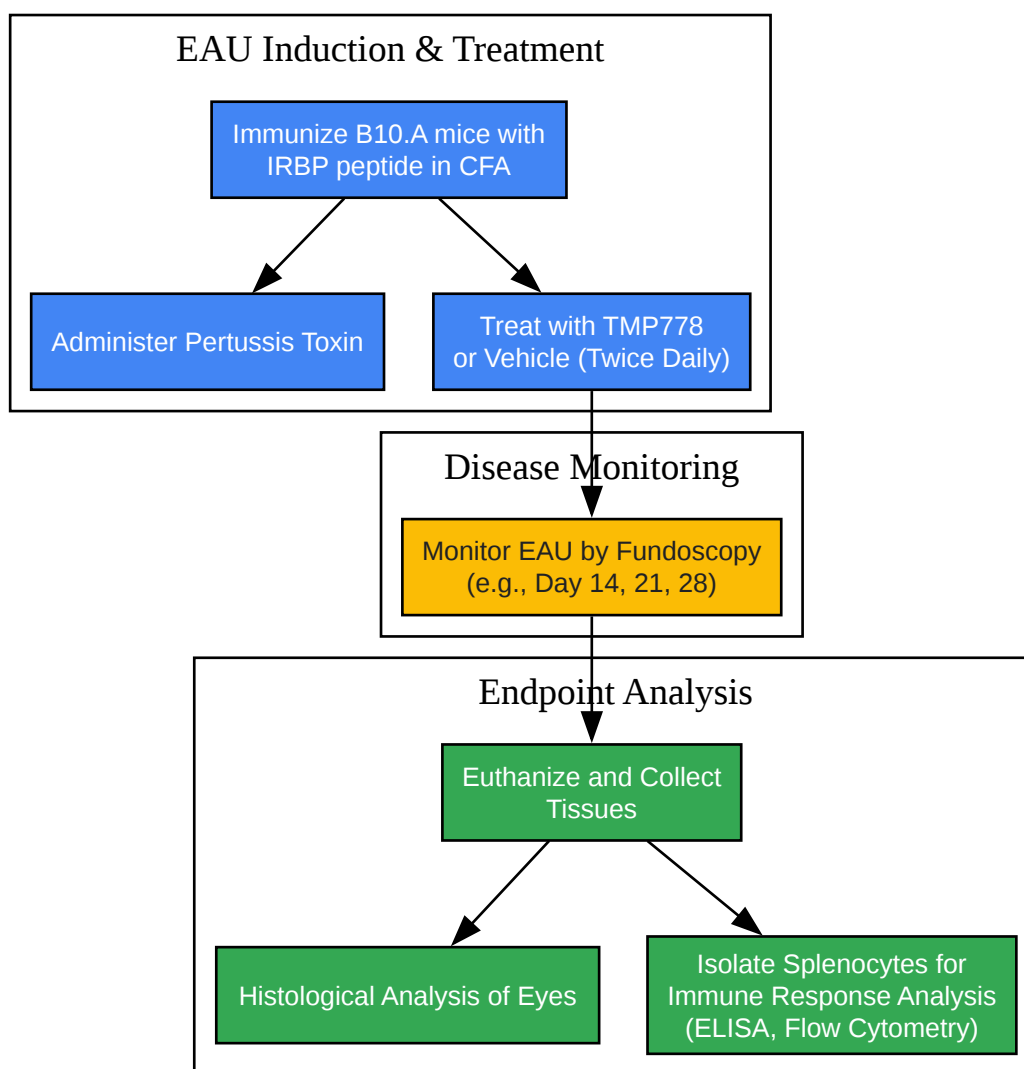 EAU Induction & Treatment
Immunize B10.A mice with
IRBP peptide in CFA
Administer Pertussis Toxin
Treat with TMP778
or Vehicle (Twice Daily)
Disease Monitoring
Monitor EAU by Fundoscopy
(e.g., Day 14, 21, 28)
Endpoint Analysis
Euthanize and Collect
Tissues
Histological Analysis of Eyes
Isolate Splenocytes for
Immune Response Analysis
(ELISA, Flow Cytometry)